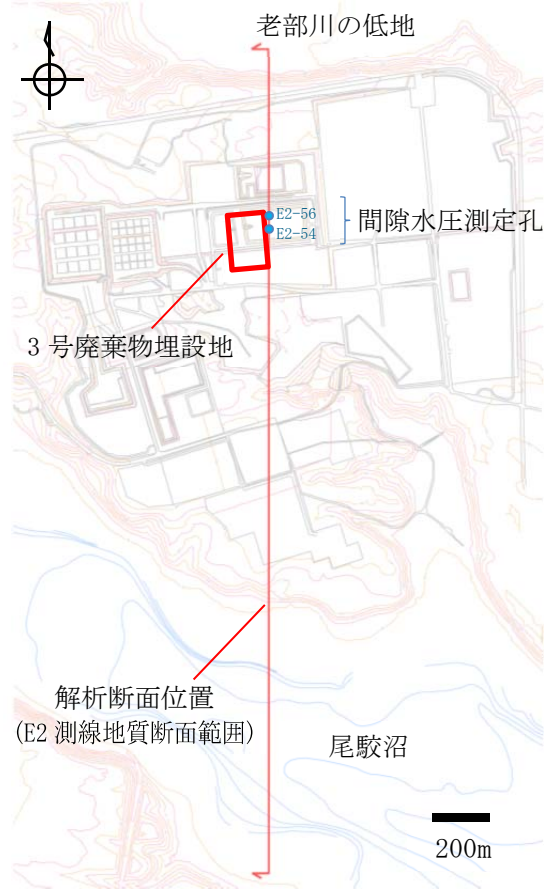 老部川の低地
E2-56
E2-54
間隙水圧測定孔
3号廃棄物埋設地
解析断面位置
(E2 測線地質断面範囲)
尾駮沼
200m